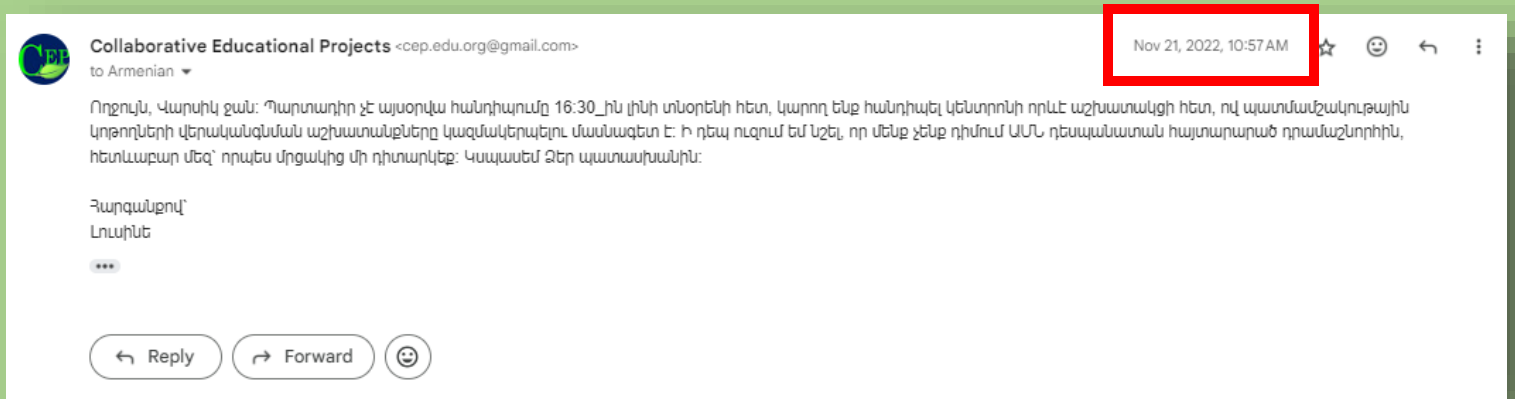 CEP
Collaborative Educational Projects <cep.edu.org@gmail.com>
Nov 21, 2022, 10:57 AM
to Armenian
Ողջույն, Վարսիկ ջան: Պարտադիր չէ այսօրվա հանդիպումը 16:30_ին լինի տնօրենի հետ, կարող ենք հանդիպել կենտրոնի որևէ աշխատակցի հետ, ով պատմամշակութային
կոթողների վերականգնման աշխատանքները կազմակերպելու մասնագետ է: Ի դեպ ուզում եմ նշել, որ մենք չենք դիմում ԱՄՆ դեսպանատան հայտարարած դրամաշնորհին,
հետևաբար մեզ՝ որպես մրցակից մի դիտարկեք: Կսպասեմ Ձեր պատասխանին:
Հարգանքով՝
Լուսինե
Reply
Forward